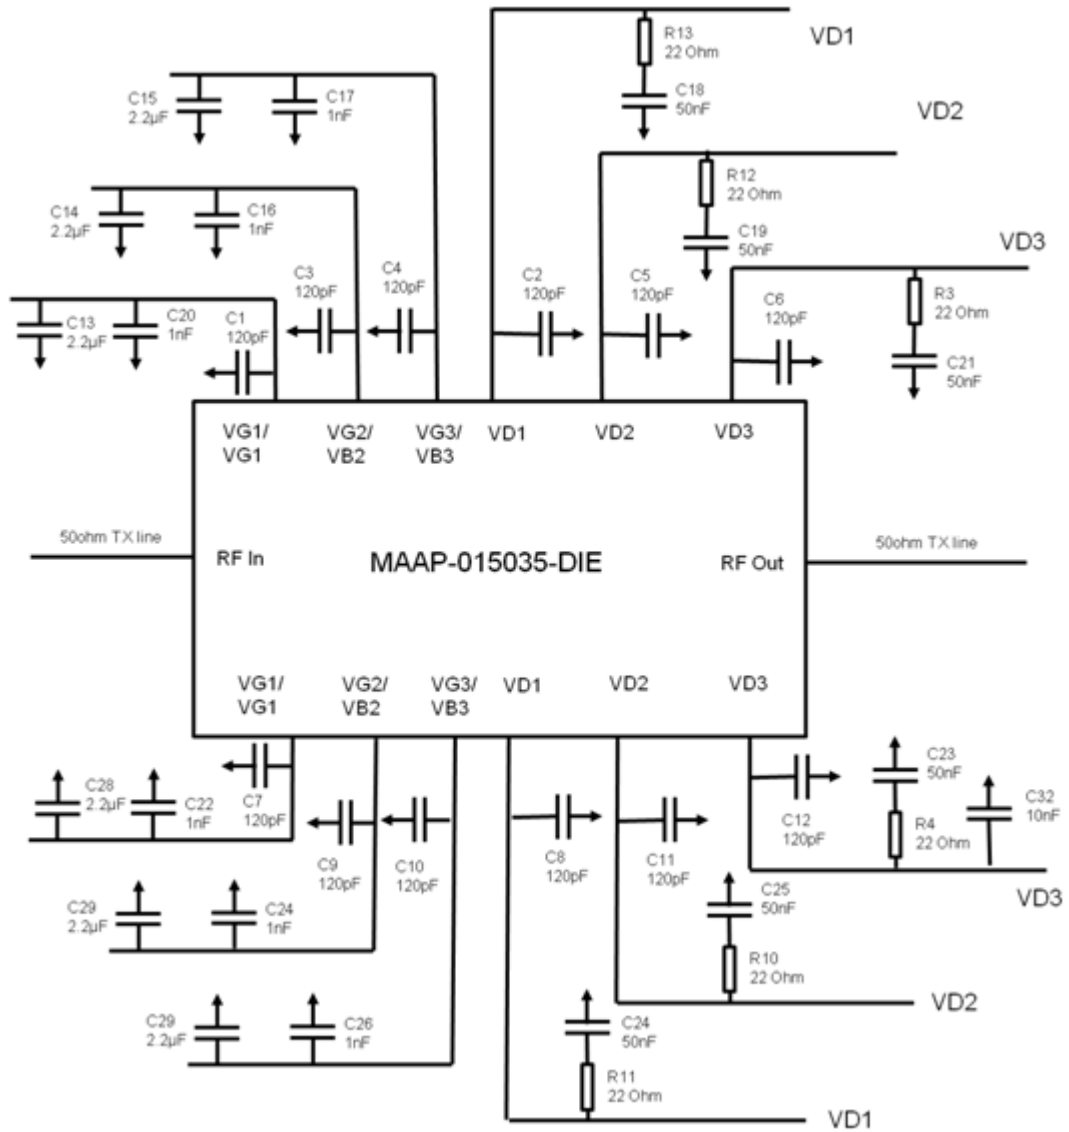 R13
22 Ohm
VD1
C15
2.2µF
C17
1nF
C18
50nF
VD2
R12
22 Ohm
C14
2.2µF
C16
1nF
C19
50nF
VD3
C3
120pF
C4
120pF
C2
120pF
C5
120pF
C6
120pF
R3
22 Ohm
C13
2.2µF
C20
1nF
C1
120pF
C21
50nF
VG1/
VG1
VG2/
VB2
VG3/
VB3
VD1
VD2
VD3
50ohm TX line
RF In
MAAP-015035-DIE
RF Out
50ohm TX line
VG1/
VG1
VG2/
VB2
VG3/
VB3
VD1
VD2
VD3
C28
2.2µF
C22
1nF
C7
120pF
C9
120pF
C10
120pF
C8
120pF
C11
120pF
C12
120pF
C23
50nF
R4
22 Ohm
C32
10nF
VD3
C29
2.2µF
C24
1nF
C25
50nF
R10
22 Ohm
VD2
C29
2.2µF
C26
1nF
C24
50nF
R11
22 Ohm
VD1